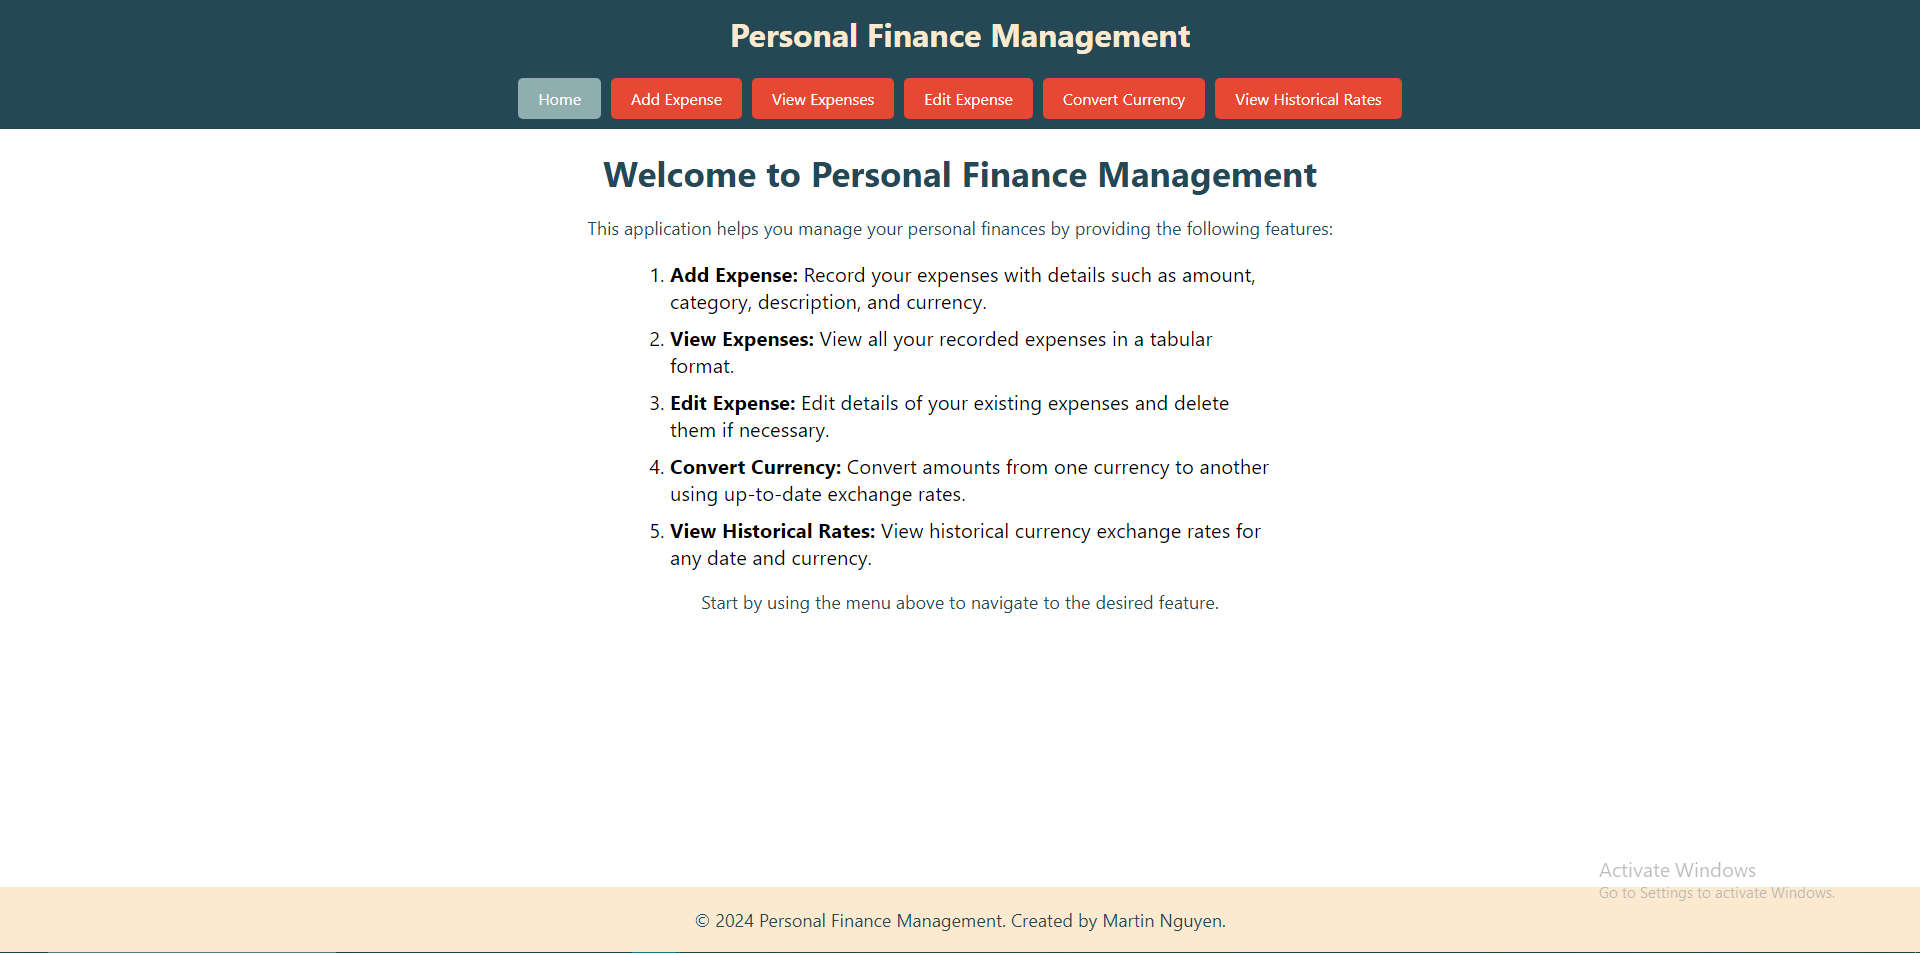 Personal Finance Management
Home Add Expense View Expenses Edit Expense Convert Currency View Historical Rates
Welcome to Personal Finance Management
This application helps you manage your personal finances by providing the following features:
1. Add Expense: Record your expenses with details such as amount,
category, description, and currency.
2. View Expenses: View all your recorded expenses in a tabular
format.
3. Edit Expense: Edit details of your existing expenses and delete
them if necessary.
4. Convert Currency: Convert amounts from one currency to another
using up-to-date exchange rates.
5. View Historical Rates: View historical currency exchange rates for
any date and currency.
Start by using the menu above to navigate to the desired feature.
Activate Windows
Go to Settings to activate Windows.
© 2024 Personal Finance Management. Created by Martin Nguyen.